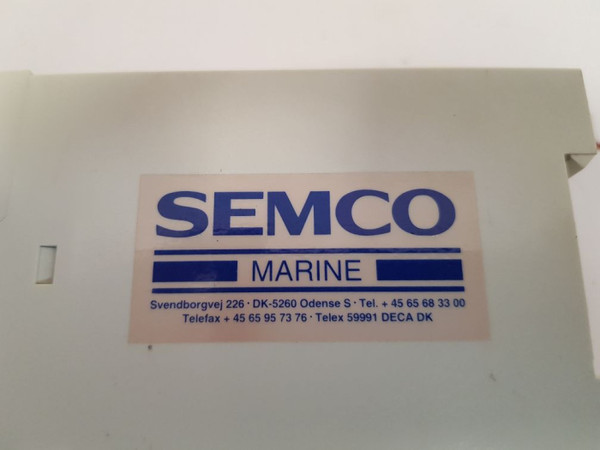 SEMCO
MARINE
Svendborgvej 226 · DK-5260 Odense S · Tel. + 45 65 68 33 00
Telefax + 45 65 95 73 76 · Telex 59991 DECA DK